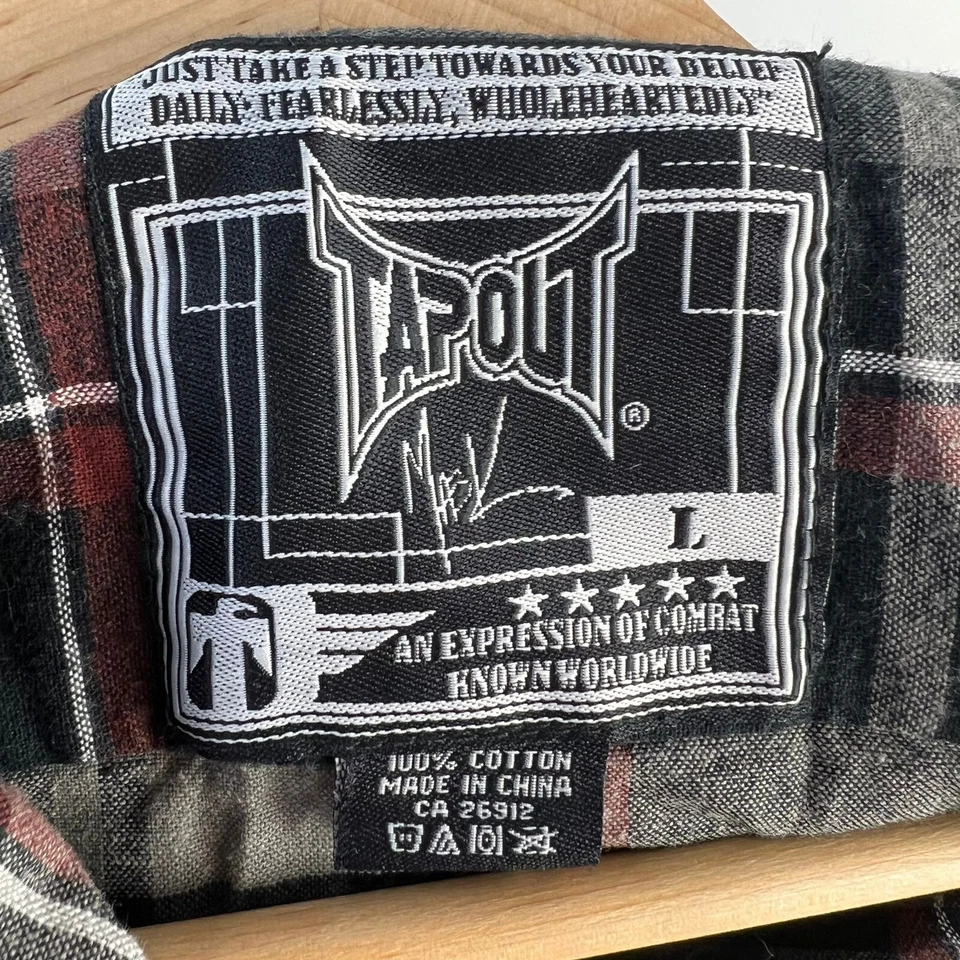 JUST TAKE A STEP TOWARDS YOUR BELIEF
DAILY FEARLESSLY, WHOLEHEARTEDLY"
TAPOUT
®
L
AN EXPRESSION OF COMBAT
KNOWN WORLDWIDE
T
100% COTTON
MADE IN CHINA
CA 26912